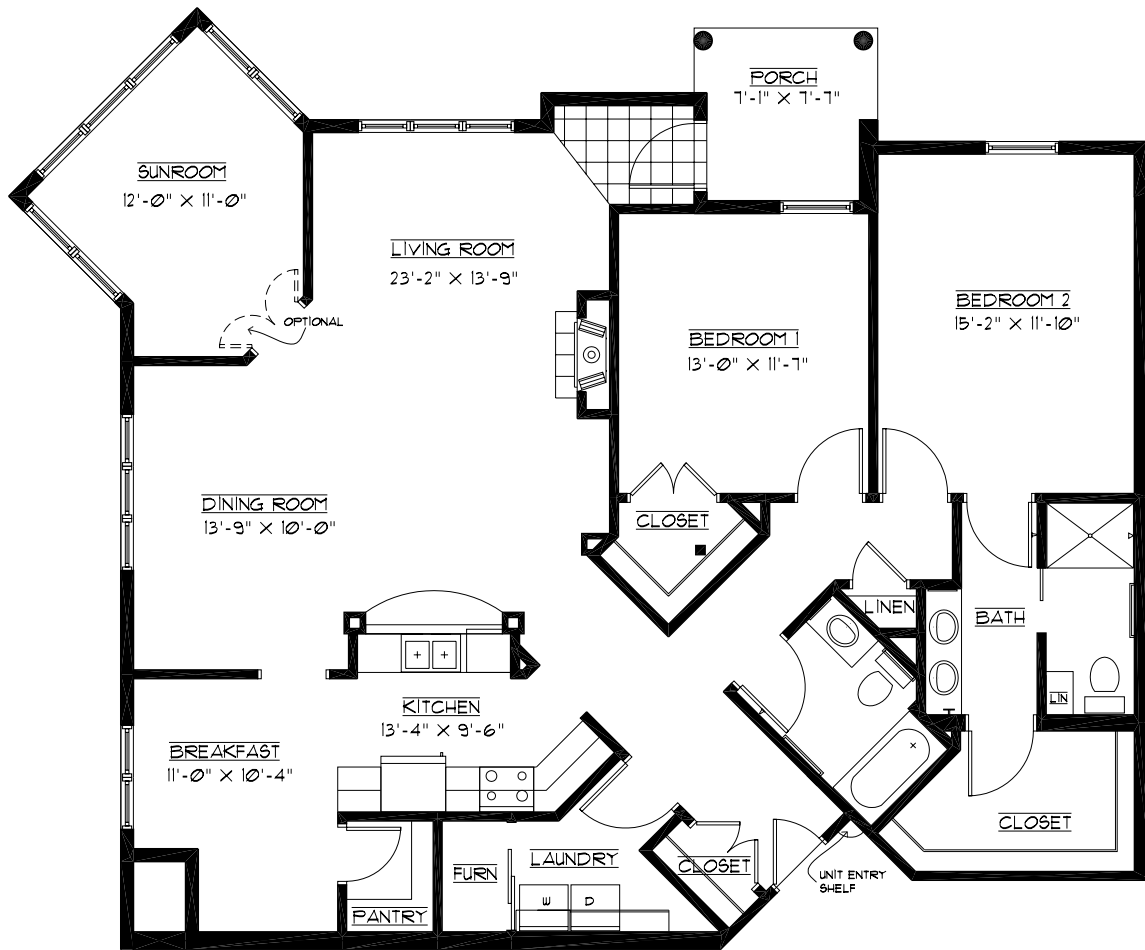 PORCH
7'-1" X 7'-7"
SUNROOM
12'-0" X 11'-0"
LIVING ROOM
23'-2" X 13'-9"
OPTIONAL
BEDROOM 1
13'-0" X 11'-7"
BEDROOM 2
15'-2" X 11'-10"
DINING ROOM
13'-9" X 10'-0"
CLOSET
LINEN
BATH
LIN
KITCHEN
13'-4" X 9'-6"
BREAKFAST
11'-0" X 10'-4"
CLOSET
LAUNDRY
FURN
CLOSET
UNIT ENTRY
SHELF
W D
PANTRY